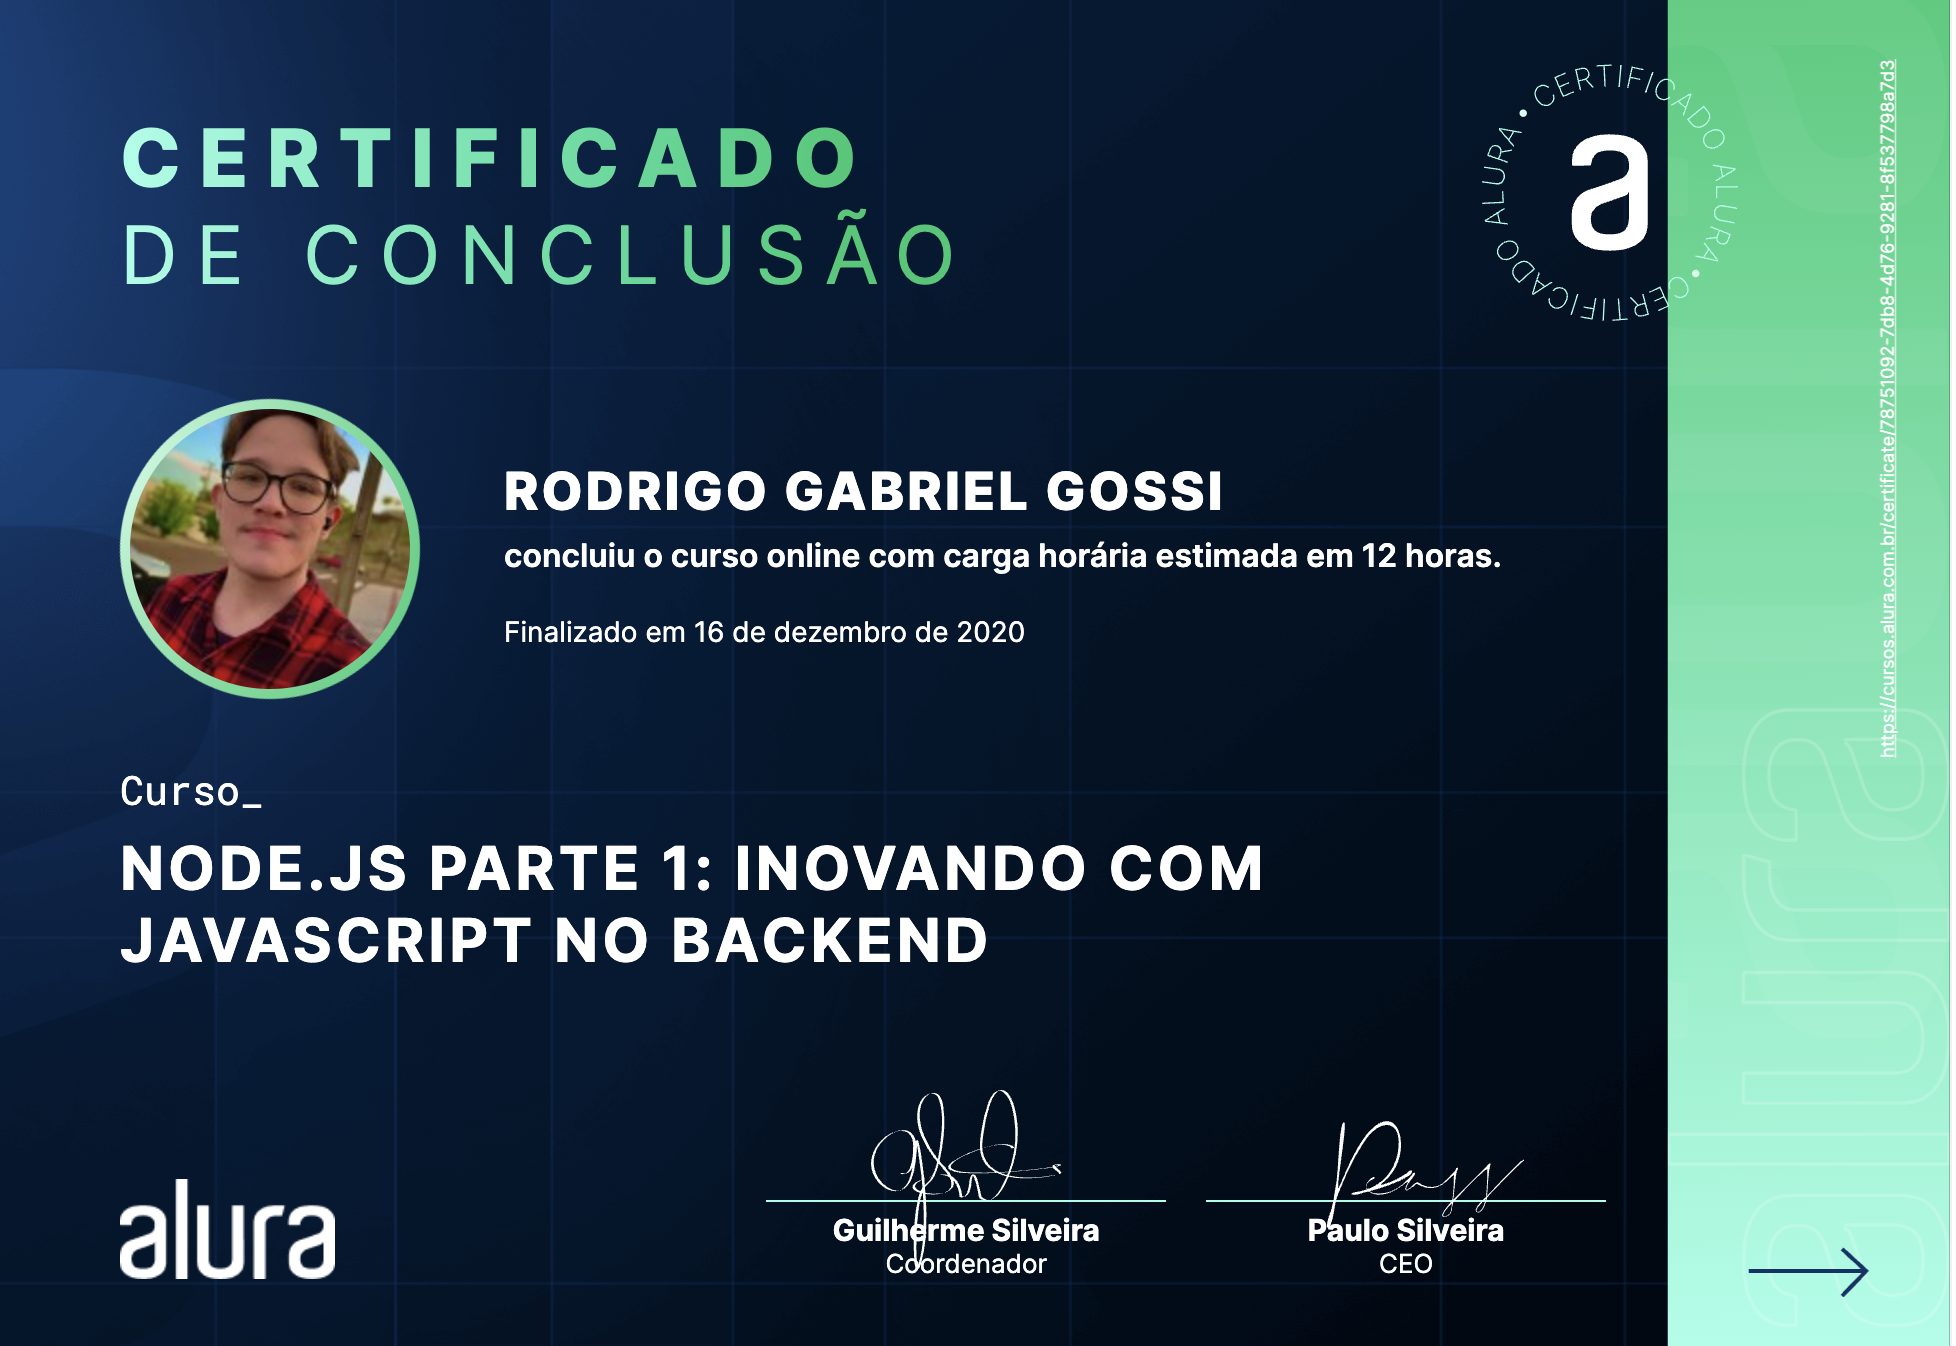 CERTIFICADO
DE CONCLUSÃO
CERTIFICADO ALURA • CERTIFICADO ALURA •
a
RODRIGO GABRIEL GOSSI
concluiu o curso online com carga horária estimada em 12 horas.
Finalizado em 16 de dezembro de 2020
Curso_
NODE.JS PARTE 1: INOVANDO COM
JAVASCRIPT NO BACKEND
alura
Guilherme Silveira
Coordenador
Paulo Silveira
CEO
https://cursos.alura.com.br/certificate/78751092-7db8-4d76-9281-8f537798a7d3
alura